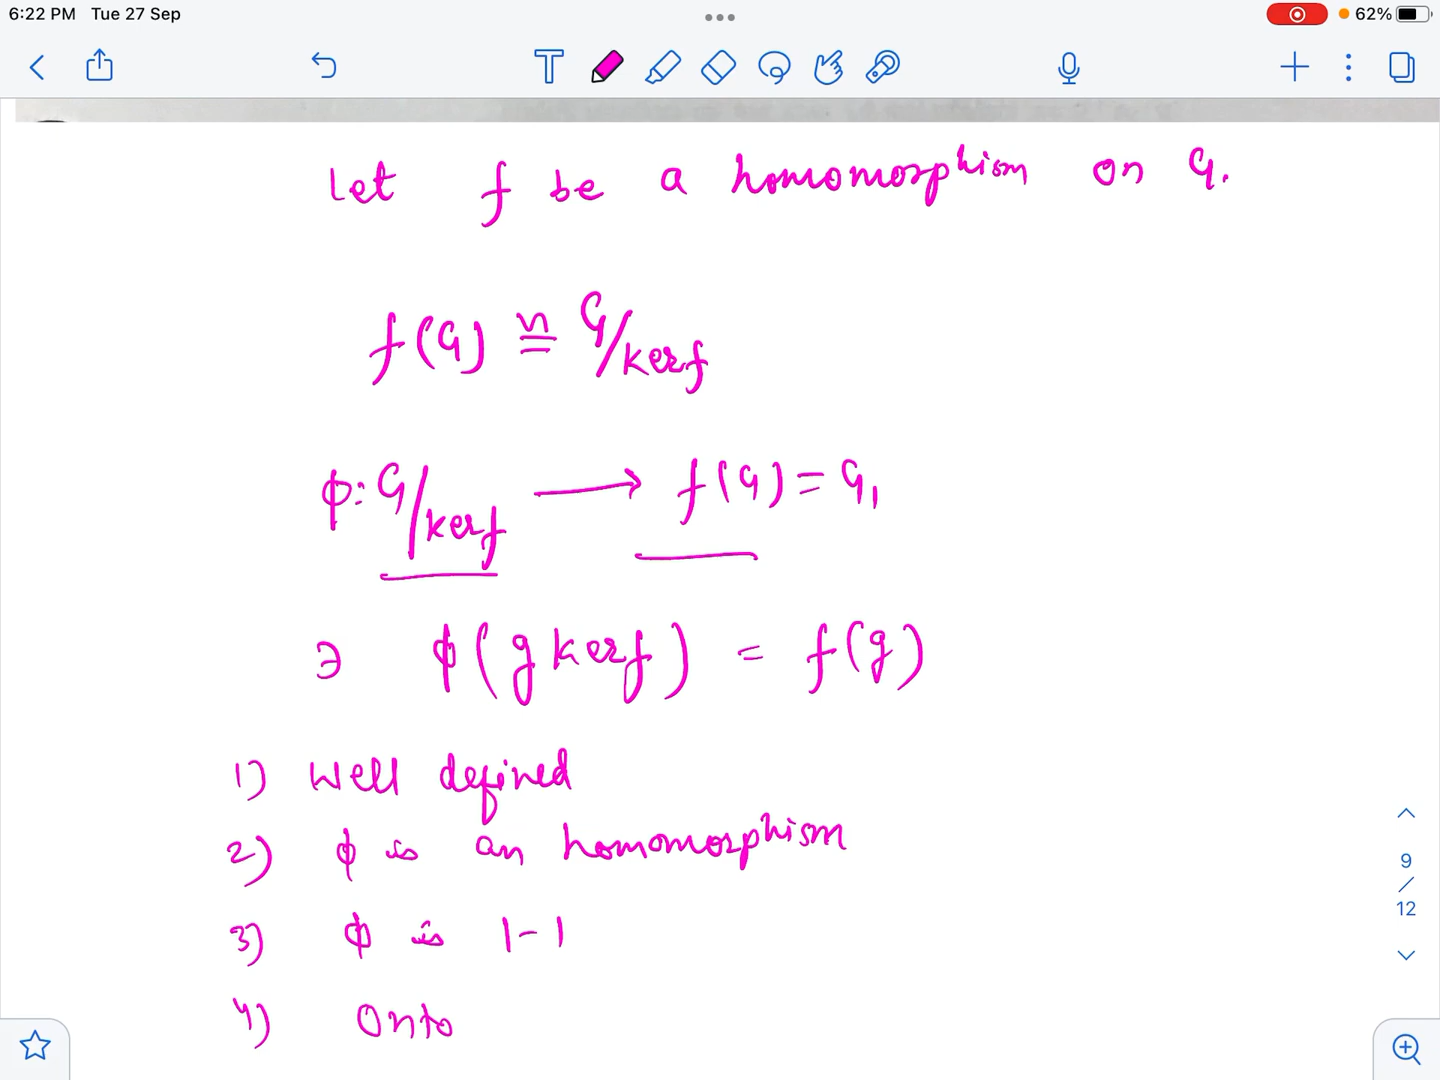 6:22 PM Tue 27 Sep
62%
Let f be a homomorphism on G.
f(G) ≅ G/kerf
φ: G/kerf ⟶ f(G) = G₁
∋ φ(g kerf) = f(g)
1) Well defined
2) φ is an homomorphism
3) φ is 1-1
4) Onto
9
/
12